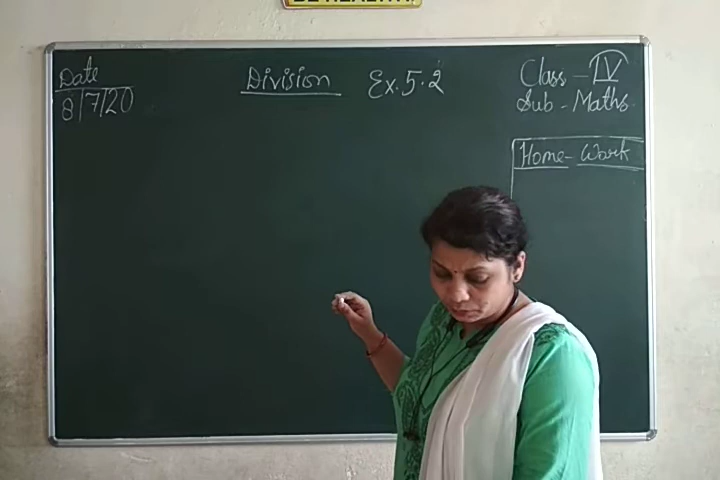 Date
8/7/20
Division Ex. 5.2
Class - IV
Sub - Maths
Home-Work